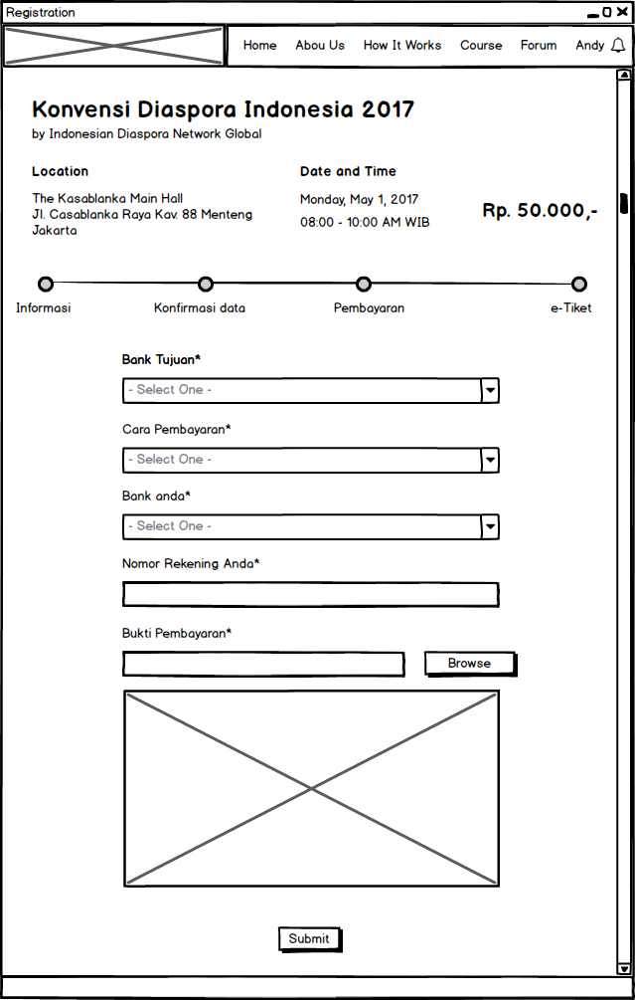 Registration
Home Abou Us How It Works Course Forum Andy
Konvensi Diaspora Indonesia 2017
by Indonesian Diaspora Network Global
Location
The Kasablanka Main Hall
Jl. Casablanka Raya Kav. 88 Menteng
Jakarta
Date and Time
Monday, May 1, 2017
08:00 - 10:00 AM WIB
Rp. 50.000,-
Informasi Konfirmasi data Pembayaran e-Tiket
Bank Tujuan*
- Select One -
Cara Pembayaran*
- Select One -
Bank anda*
- Select One -
Nomor Rekening Anda*
Bukti Pembayaran*
Browse
Submit